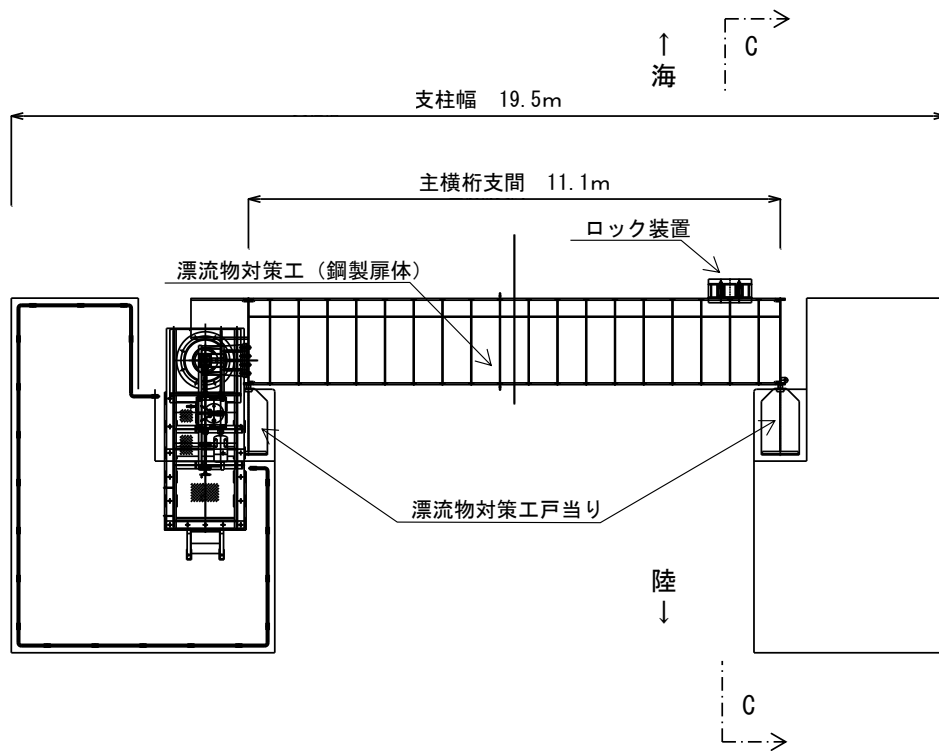 ↑
海
C
支柱幅 19.5m
主横桁支間 11.1m
ロック装置
漂流物対策工(鋼製扉体)
漂流物対策工戸当り
陸
↓
C